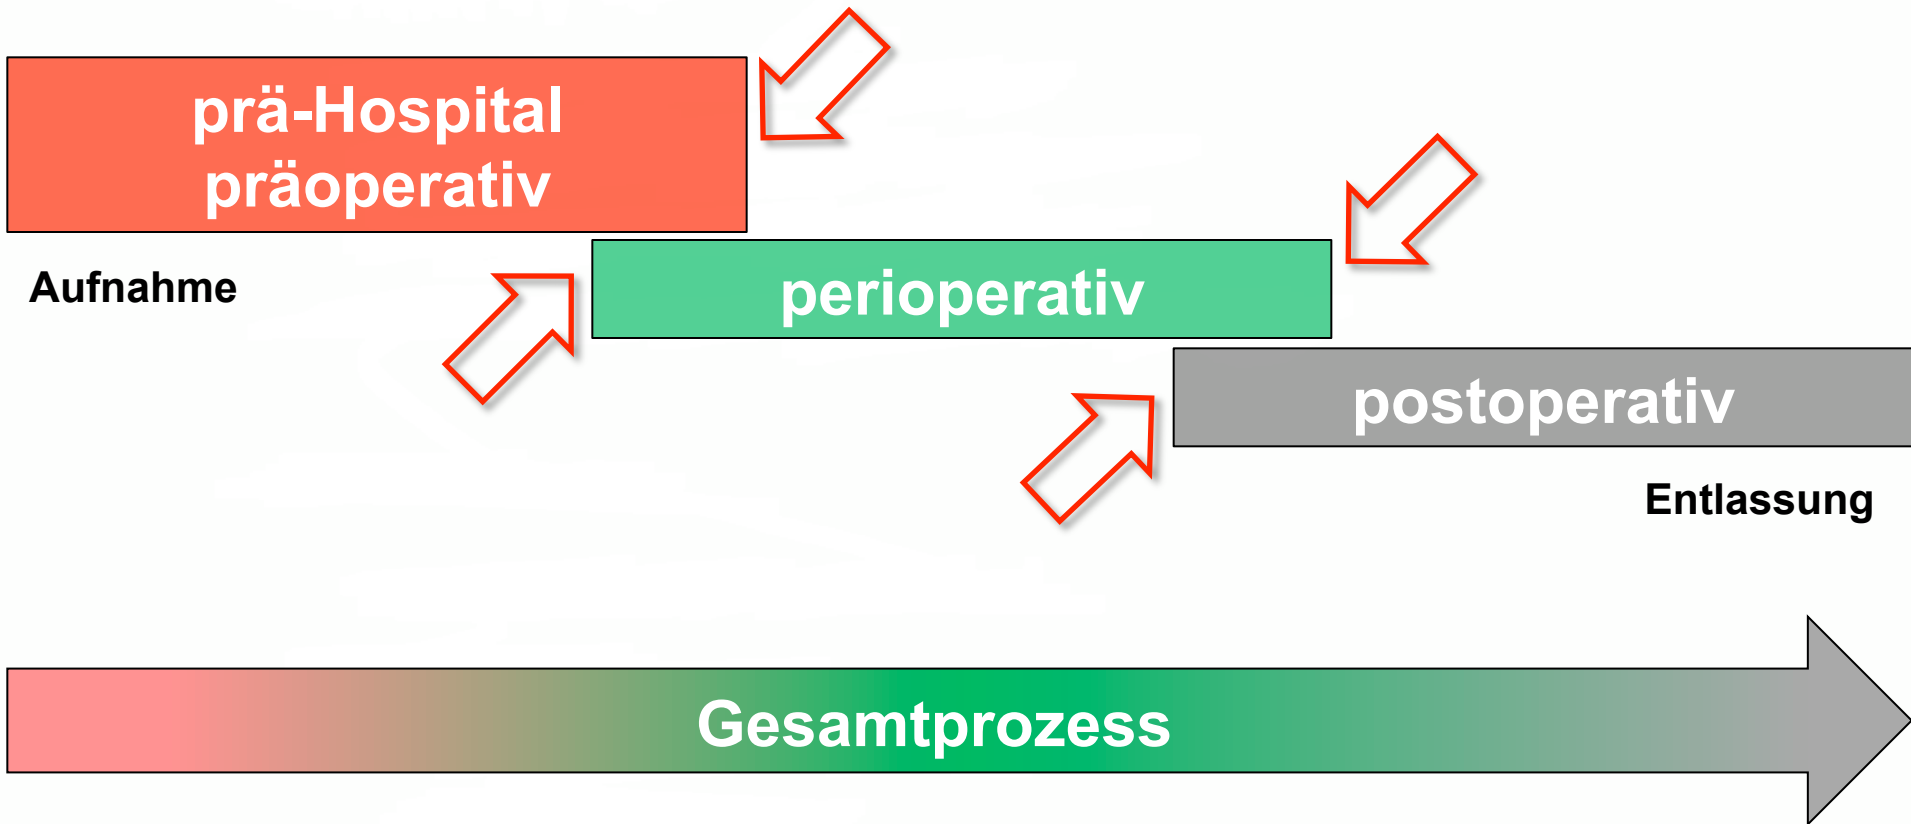 prä-Hospital
präoperativ
Aufnahme
perioperativ
postoperativ
Entlassung
Gesamtprozess